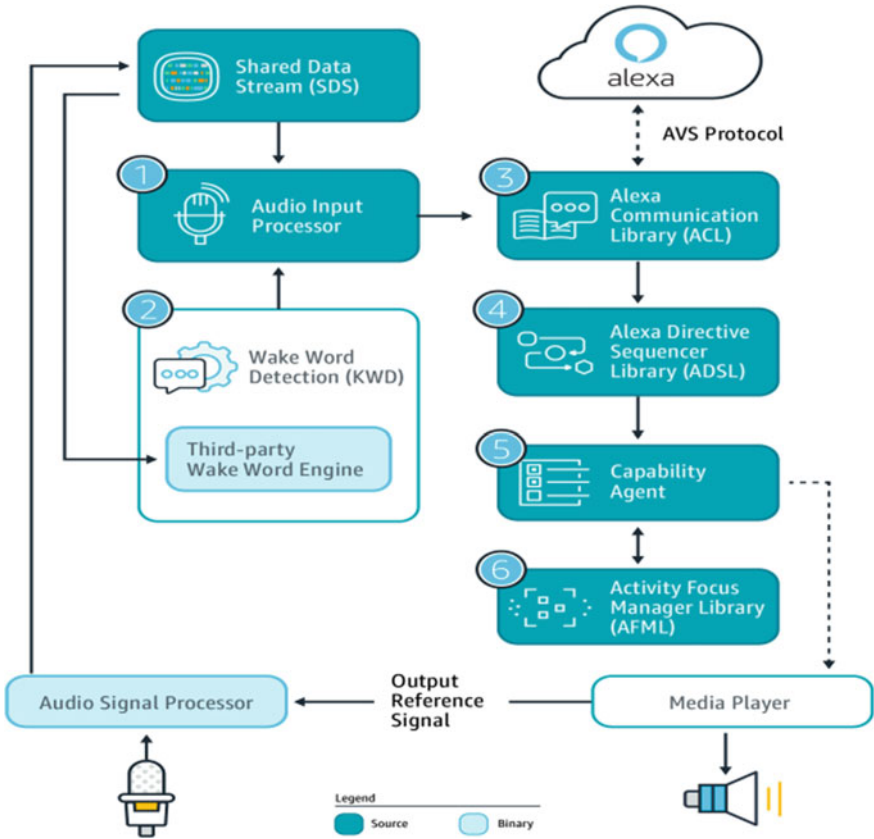 Shared Data
Stream (SDS)
alexa
AVS Protocol
1
Audio Input
Processor
3
Alexa
Communication
Library (ACL)
2
Wake Word
Detection (KWD)
Third-party
Wake Word Engine
4
Alexa Directive
Sequencer
Library (ADSL)
5
Capability
Agent
6
Activity Focus
Manager Library
(AFML)
Audio Signal Processor
Output
Reference
Signal
Media Player
Legend
Source
Binary